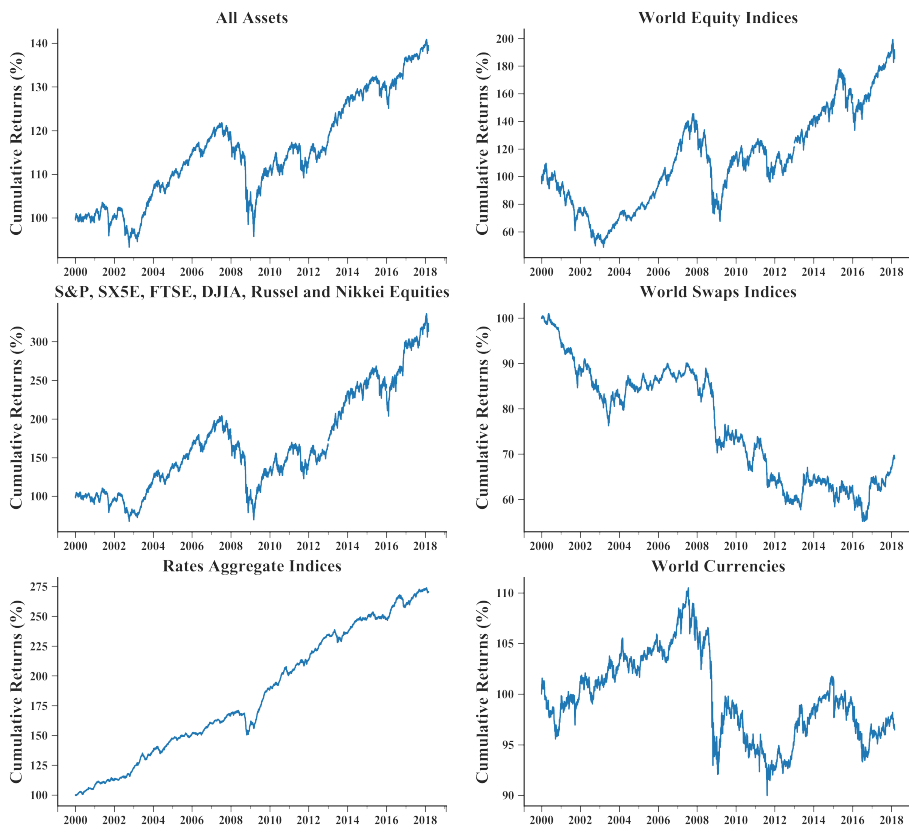 All Assets
Cumulative Returns (%)
140
130
120
110
100
2000 2002 2004 2006 2008 2010 2012 2014 2016 2018
World Equity Indices
Cumulative Returns (%)
200
180
160
140
120
100
80
60
2000 2002 2004 2006 2008 2010 2012 2014 2016 2018
S&P, SX5E, FTSE, DJIA, Russel and Nikkei Equities
Cumulative Returns (%)
300
250
200
150
100
2000 2002 2004 2006 2008 2010 2012 2014 2016 2018
World Swaps Indices
Cumulative Returns (%)
100
90
80
70
60
2000 2002 2004 2006 2008 2010 2012 2014 2016 2018
Rates Aggregate Indices
Cumulative Returns (%)
275
250
225
200
175
150
125
100
2000 2002 2004 2006 2008 2010 2012 2014 2016 2018
World Currencies
Cumulative Returns (%)
110
105
100
95
90
2000 2002 2004 2006 2008 2010 2012 2014 2016 2018